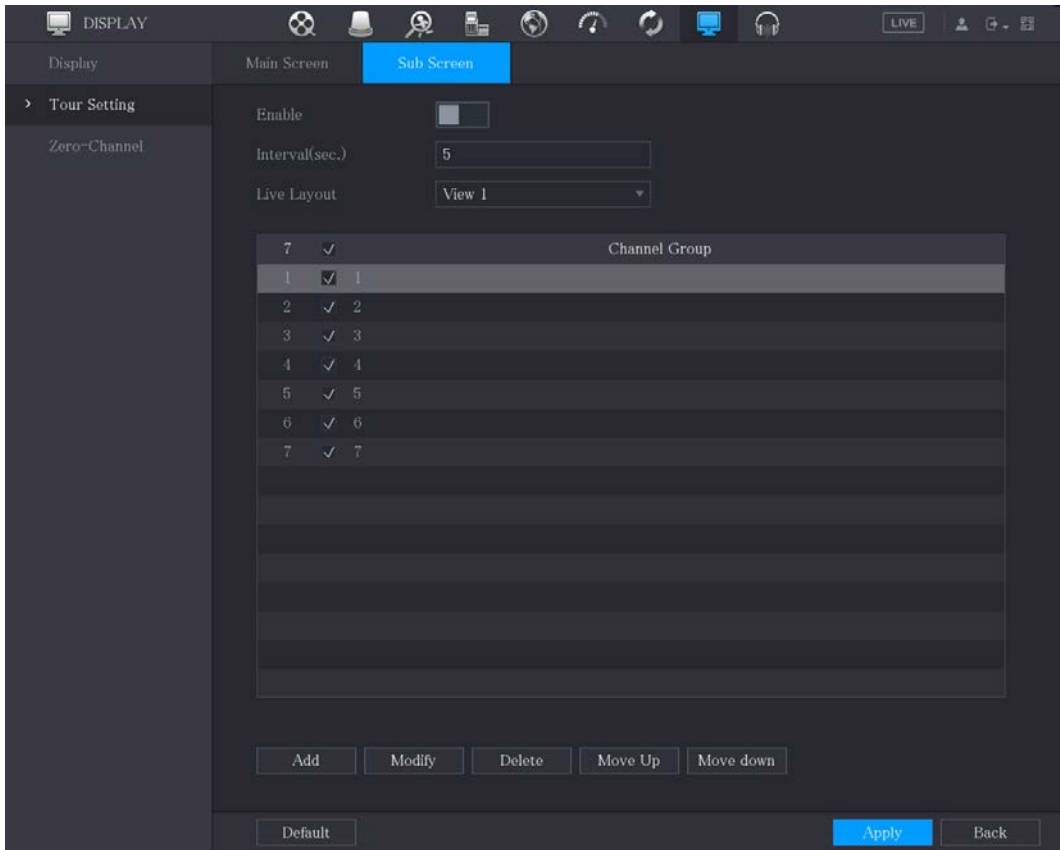 DISPLAY LIVE
Display Main Screen Sub Screen
Tour Setting
Zero-Channel
Enable
Interval(sec.) 5
Live Layout View 1
7 Channel Group
1 1
2 2
3 3
4 4
5 5
6 6
7 7
Add Modify Delete Move Up Move down
Default Apply Back